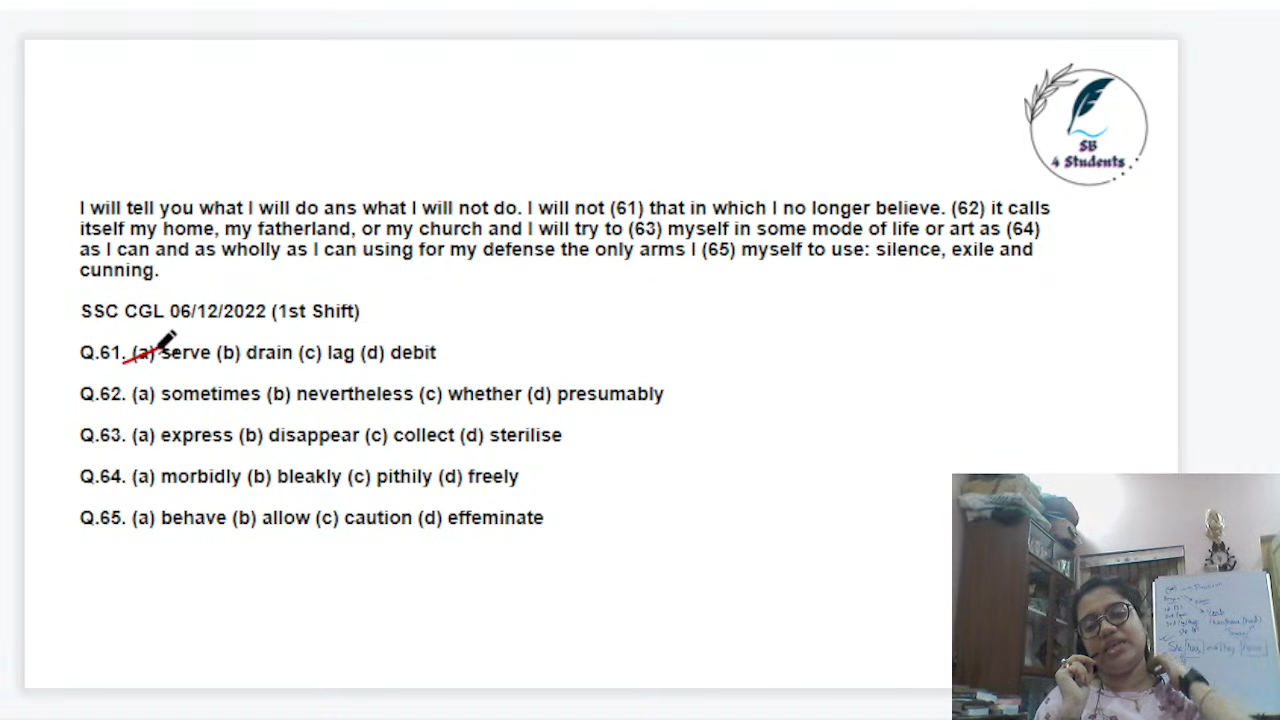 SB
4 Students
I will tell you what I will do ans what I will not do. I will not (61) that in which I no longer believe. (62) it calls
itself my home, my fatherland, or my church and I will try to (63) myself in some mode of life or art as (64)
as I can and as wholly as I can using for my defense the only arms I (65) myself to use: silence, exile and
cunning.
SSC CGL 06/12/2022 (1st Shift)
Q.61. (a) serve (b) drain (c) lag (d) debit
Q.62. (a) sometimes (b) nevertheless (c) whether (d) presumably
Q.63. (a) express (b) disappear (c) collect (d) sterilise
Q.64. (a) morbidly (b) bleakly (c) pithily (d) freely
Q.65. (a) behave (b) allow (c) caution (d) effeminate